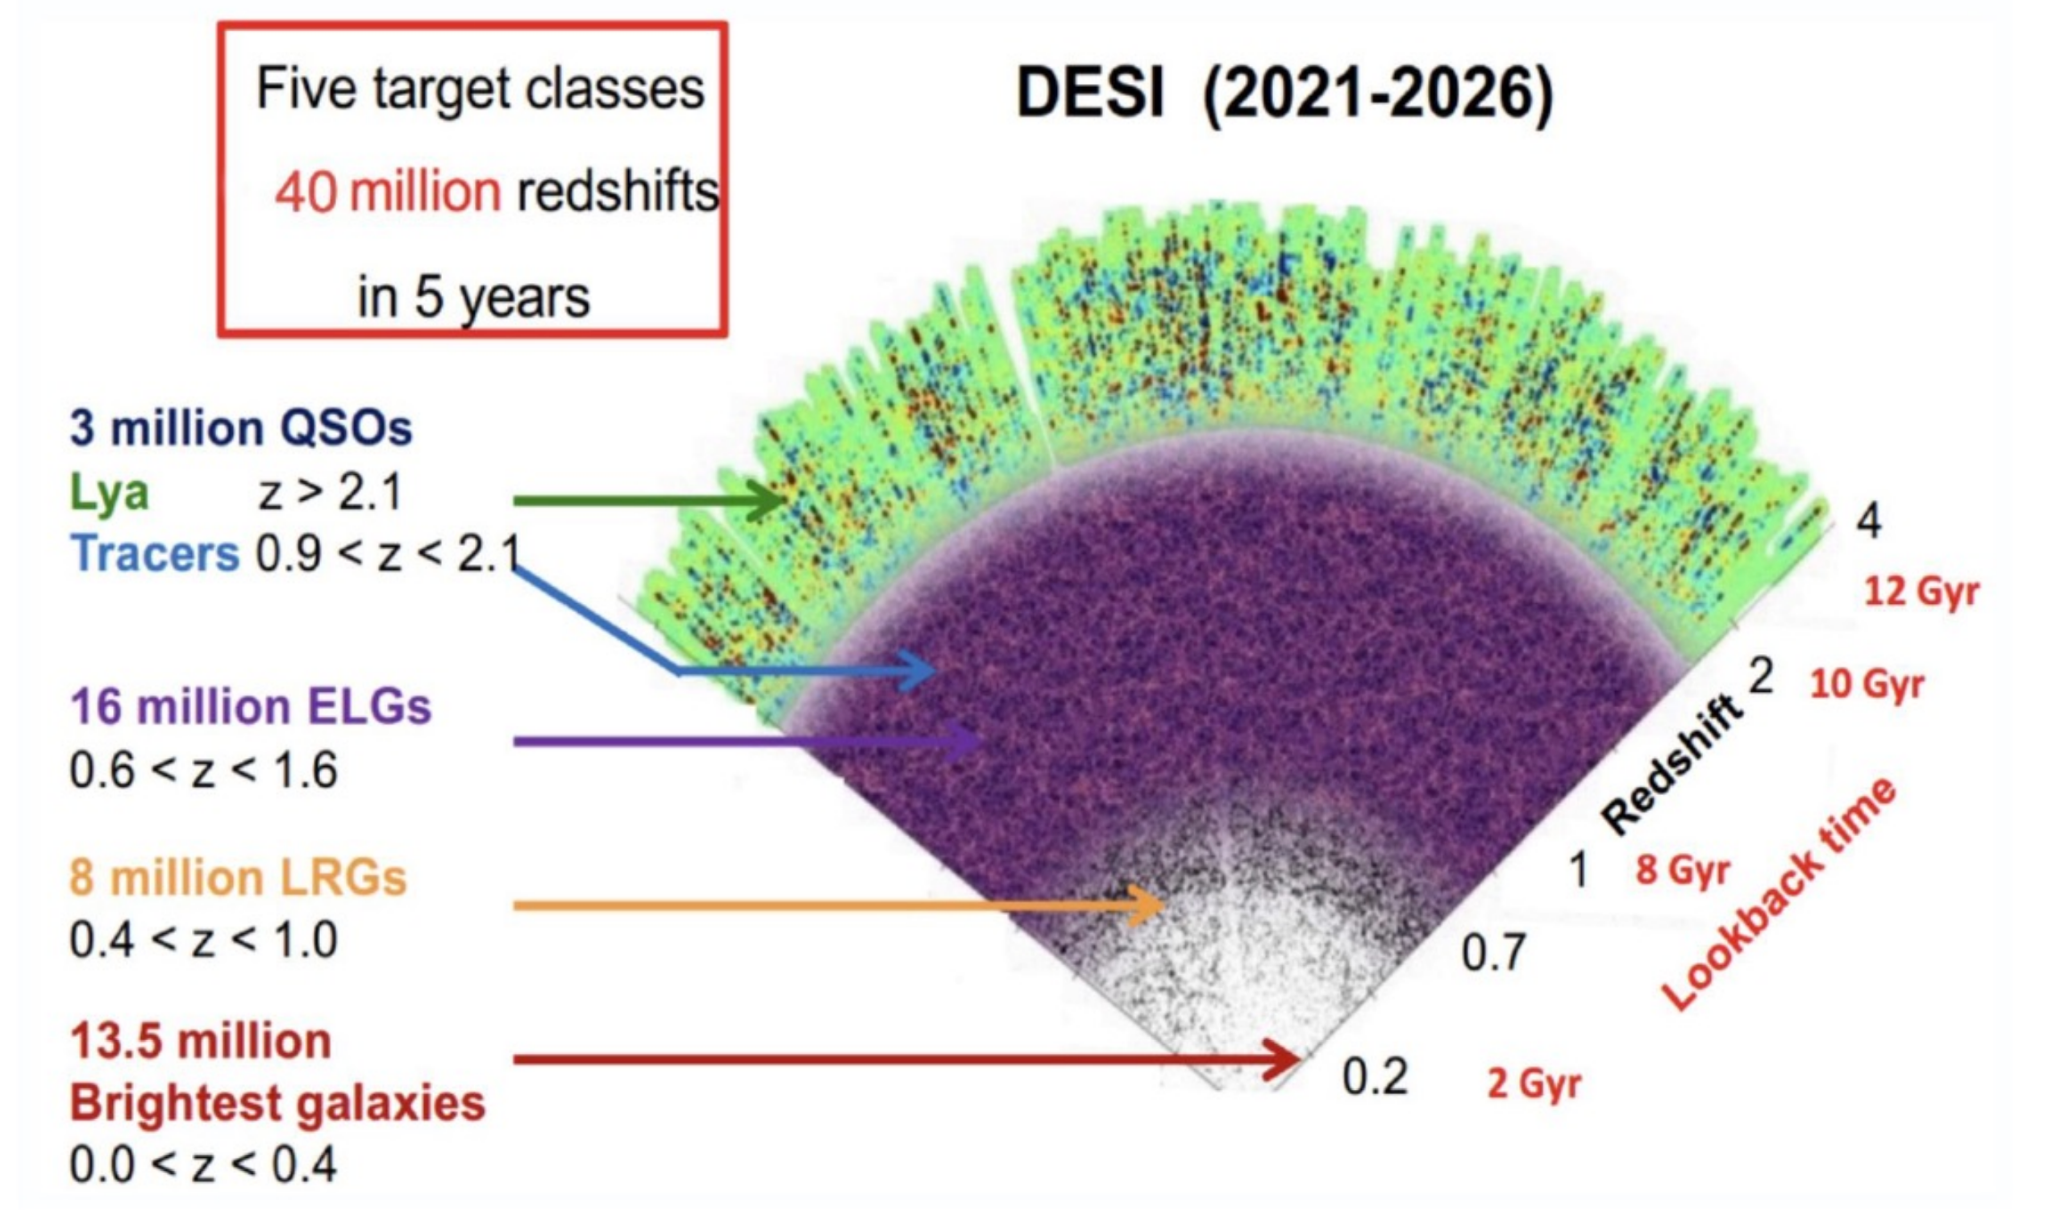 Five target classes
40 million redshifts
in 5 years
DESI (2021-2026)
3 million QSOs
Lya z > 2.1
Tracers 0.9 < z < 2.1
16 million ELGs
0.6 < z < 1.6
8 million LRGs
0.4 < z < 1.0
13.5 million
Brightest galaxies
0.0 < z < 0.4
4
12 Gyr
2
10 Gyr
Redshift
1
8 Gyr
Lookback time
0.7
0.2
2 Gyr